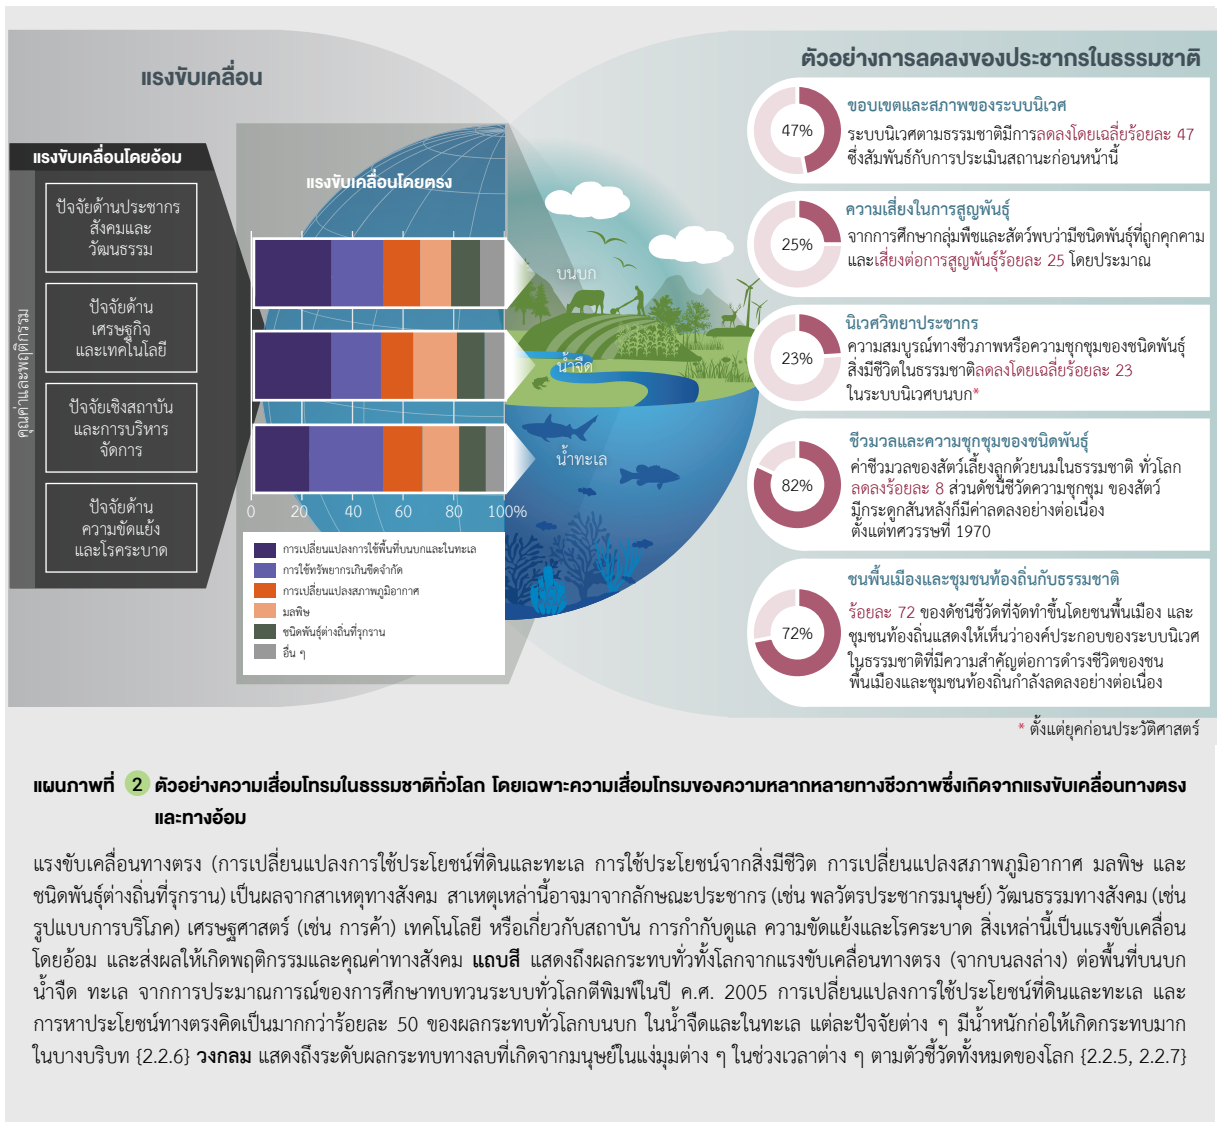 แรงขับเคลื่อน
ตัวอย่างการลดลงของประชากรในธรรมชาติ
แรงขับเคลื่อนโดยอ้อม
คุณค่าและพฤติกรรม
ปัจจัยด้านประชากร
สังคมและ
วัฒนธรรม
ปัจจัยด้าน
เศรษฐกิจ
และเทคโนโลยี
ปัจจัยเชิงสถาบัน
และการบริหาร
จัดการ
ปัจจัยด้าน
ความขัดแย้ง
และโรคระบาด
แรงขับเคลื่อนโดยตรง
บนบก
น้ำจืด
น้ำทะเล
0 20 40 60 80 100%
การเปลี่ยนแปลงการใช้พื้นที่บนบกและในทะเล
การใช้ทรัพยากรเกินขีดจำกัด
การเปลี่ยนแปลงสภาพภูมิอากาศ
มลพิษ
ชนิดพันธุ์ต่างถิ่นที่รุกราน
อื่น ๆ
47%
ขอบเขตและสภาพของระบบนิเวศ
ระบบนิเวศตามธรรมชาติมีการลดลงโดยเฉลี่ยร้อยละ 47
ซึ่งสัมพันธ์กับการประเมินสถานะก่อนหน้านี้
25%
ความเสี่ยงในการสูญพันธุ์
จากการศึกษากลุ่มพืชและสัตว์พบว่ามีชนิดพันธุ์ที่ถูกคุกคาม
และเสี่ยงต่อการสูญพันธุ์ร้อยละ 25 โดยประมาณ
23%
นิเวศวิทยาประชากร
ความสมบูรณ์ทางชีวภาพหรือความชุกชุมของชนิดพันธุ์
สิ่งมีชีวิตในธรรมชาติลดลงโดยเฉลี่ยร้อยละ 23
ในระบบนิเวศบนบก*
82%
ชีวมวลและความชุกชุมของชนิดพันธุ์
ค่าชีวมวลของสัตว์เลี้ยงลูกด้วยนมในธรรมชาติ ทั่วโลก
ลดลงร้อยละ 8 ส่วนดัชนีชีวัดความชุกชุม ของสัตว์
มีกระดูกสันหลังก็มีค่าลดลงอย่างต่อเนื่อง
ตั้งแต่ทศวรรษที่ 1970
72%
ชนพื้นเมืองและชุมชนท้องถิ่นกับธรรมชาติ
ร้อยละ 72 ของดัชนีชี้วัดที่จัดทำขึ้นโดยชนพื้นเมือง และ
ชุมชนท้องถิ่นแสดงให้เห็นว่าองค์ประกอบของระบบนิเวศ
ในธรรมชาติที่มีความสำคัญต่อการดำรงชีวิตของชน
พื้นเมืองและชุมชนท้องถิ่นกำลังลดลงอย่างต่อเนื่อง
* ตั้งแต่ยุคก่อนประวัติศาสตร์
แผนภาพที่ 2 ตัวอย่างความเสื่อมโทรมในธรรมชาติทั่วโลก โดยเฉพาะความเสื่อมโทรมของความหลากหลายทางชีวภาพซึ่งเกิดจากแรงขับเคลื่อนทางตรง
และทางอ้อม
แรงขับเคลื่อนทางตรง (การเปลี่ยนแปลงการใช้ประโยชน์ที่ดินและทะเล การใช้ประโยชน์จากสิ่งมีชีวิต การเปลี่ยนแปลงสภาพภูมิอากาศ มลพิษ และ
ชนิดพันธุ์ต่างถิ่นที่รุกราน) เป็นผลจากสาเหตุทางสังคม สาเหตุเหล่านี้อาจมาจากลักษณะประชากร (เช่น พลวัตรประชากรมนุษย์) วัฒนธรรมทางสังคม (เช่น
รูปแบบการบริโภค) เศรษฐศาสตร์ (เช่น การค้า) เทคโนโลยี หรือเกี่ยวกับสถาบัน การกำกับดูแล ความขัดแย้งและโรคระบาด สิ่งเหล่านี้เป็นแรงขับเคลื่อน
โดยอ้อม และส่งผลให้เกิดพฤติกรรมและคุณค่าทางสังคม แถบสี แสดงถึงผลกระทบทั่วทั้งโลกจากแรงขับเคลื่อนทางตรง (จากบนลงล่าง) ต่อพื้นที่บนบก
น้ำจืด ทะเล จากการประมาณการณ์ของการศึกษาทบทวนระบบทั่วโลกตีพิมพ์ในปี ค.ศ. 2005 การเปลี่ยนแปลงการใช้ประโยชน์ที่ดินและทะเล และ
การหาประโยชน์ทางตรงคิดเป็นมากกว่าร้อยละ 50 ของผลกระทบทั่วโลกบนบก ในน้ำจืดและในทะเล แต่ละปัจจัยต่าง ๆ มีน้ำหนักก่อให้เกิดกระทบมาก
ในบางบริบท {2.2.6} วงกลม แสดงถึงระดับผลกระทบทางลบที่เกิดจากมนุษย์ในแง่มุมต่าง ๆ ในช่วงเวลาต่าง ๆ ตามตัวชี้วัดทั้งหมดของโลก {2.2.5, 2.2.7}